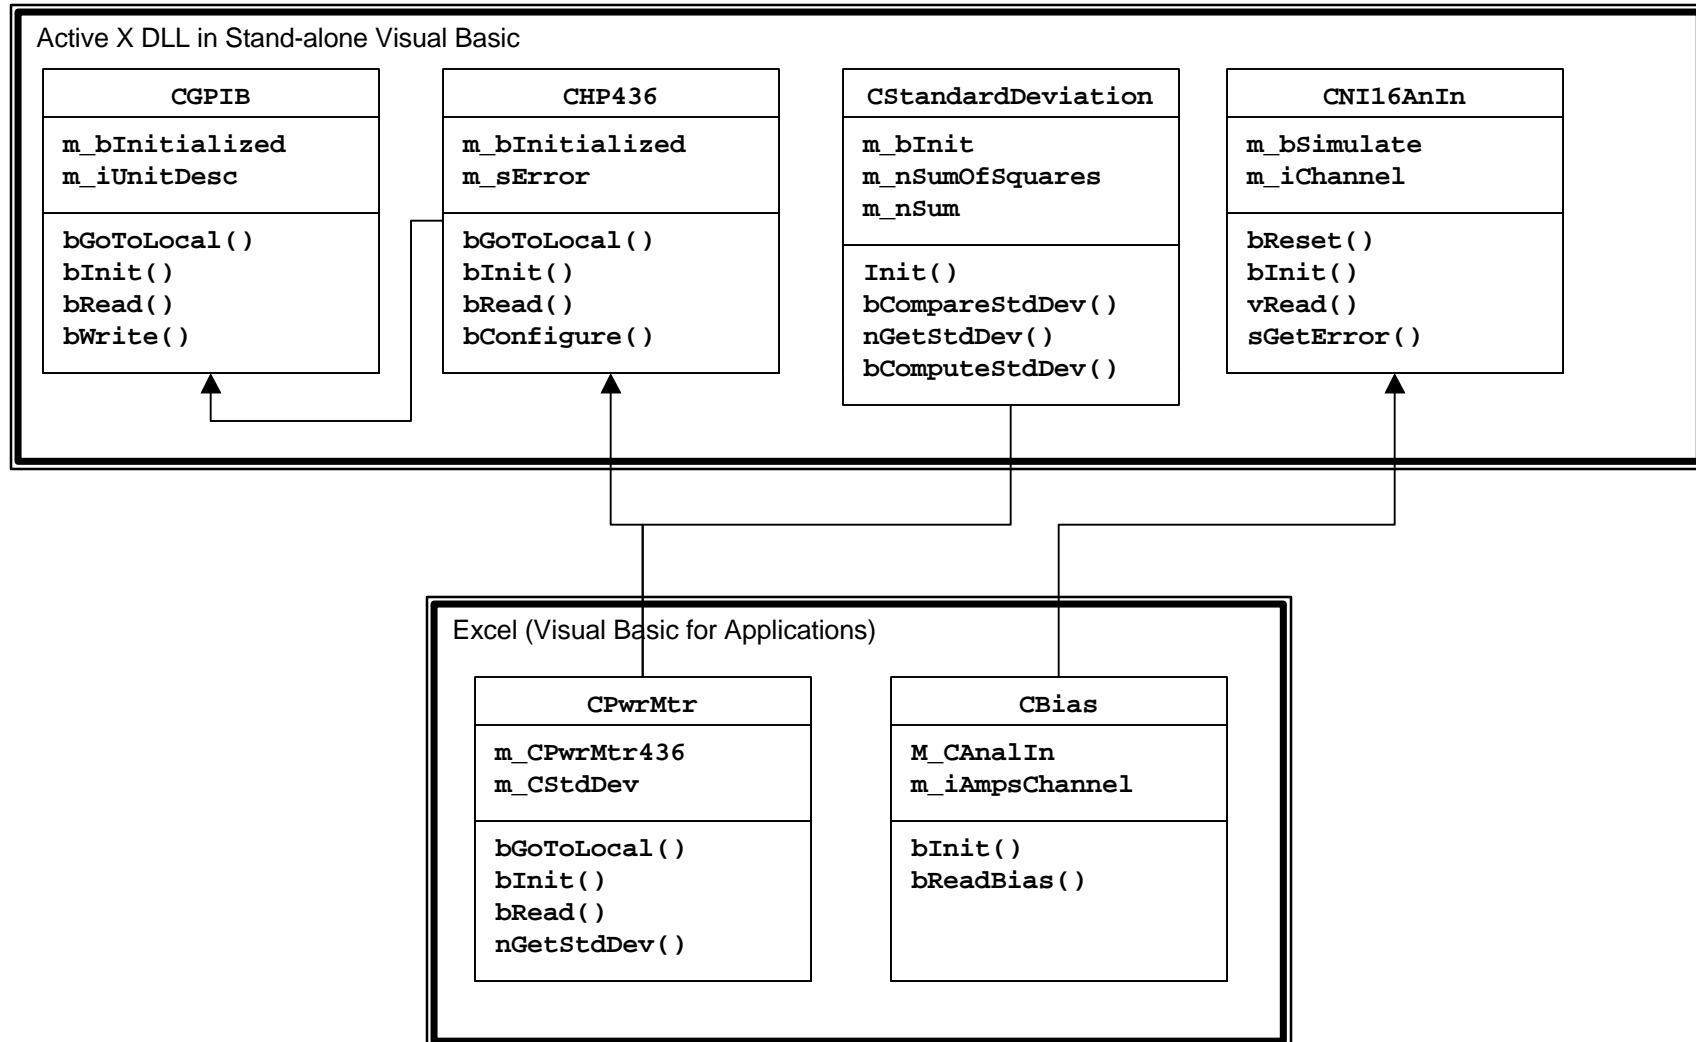 Active X DLL in Stand-alone Visual Basic
CGPIB
m_bInitialized
m_iUnitDesc
bGoToLocal()
bInit()
bRead()
bWrite()
CHP436
m_bInitialized
m_sError
bGoToLocal()
bInit()
bRead()
bConfigure()
CStandardDeviation
m_bInit
m_nSumOfSquares
m_nSum
Init()
bCompareStdDev()
nGetStdDev()
bComputeStdDev()
CNI16AnIn
m_bSimulate
m_iChannel
bReset()
bInit()
vRead()
sGetError()
Excel (Visual Basic for Applications)
CPwrMtr
m_CPwrMtr436
m_CStdDev
bGoToLocal()
bInit()
bRead()
nGetStdDev()
CBias
M_CAnalIn
m_iAmpsChannel
bInit()
bReadBias()